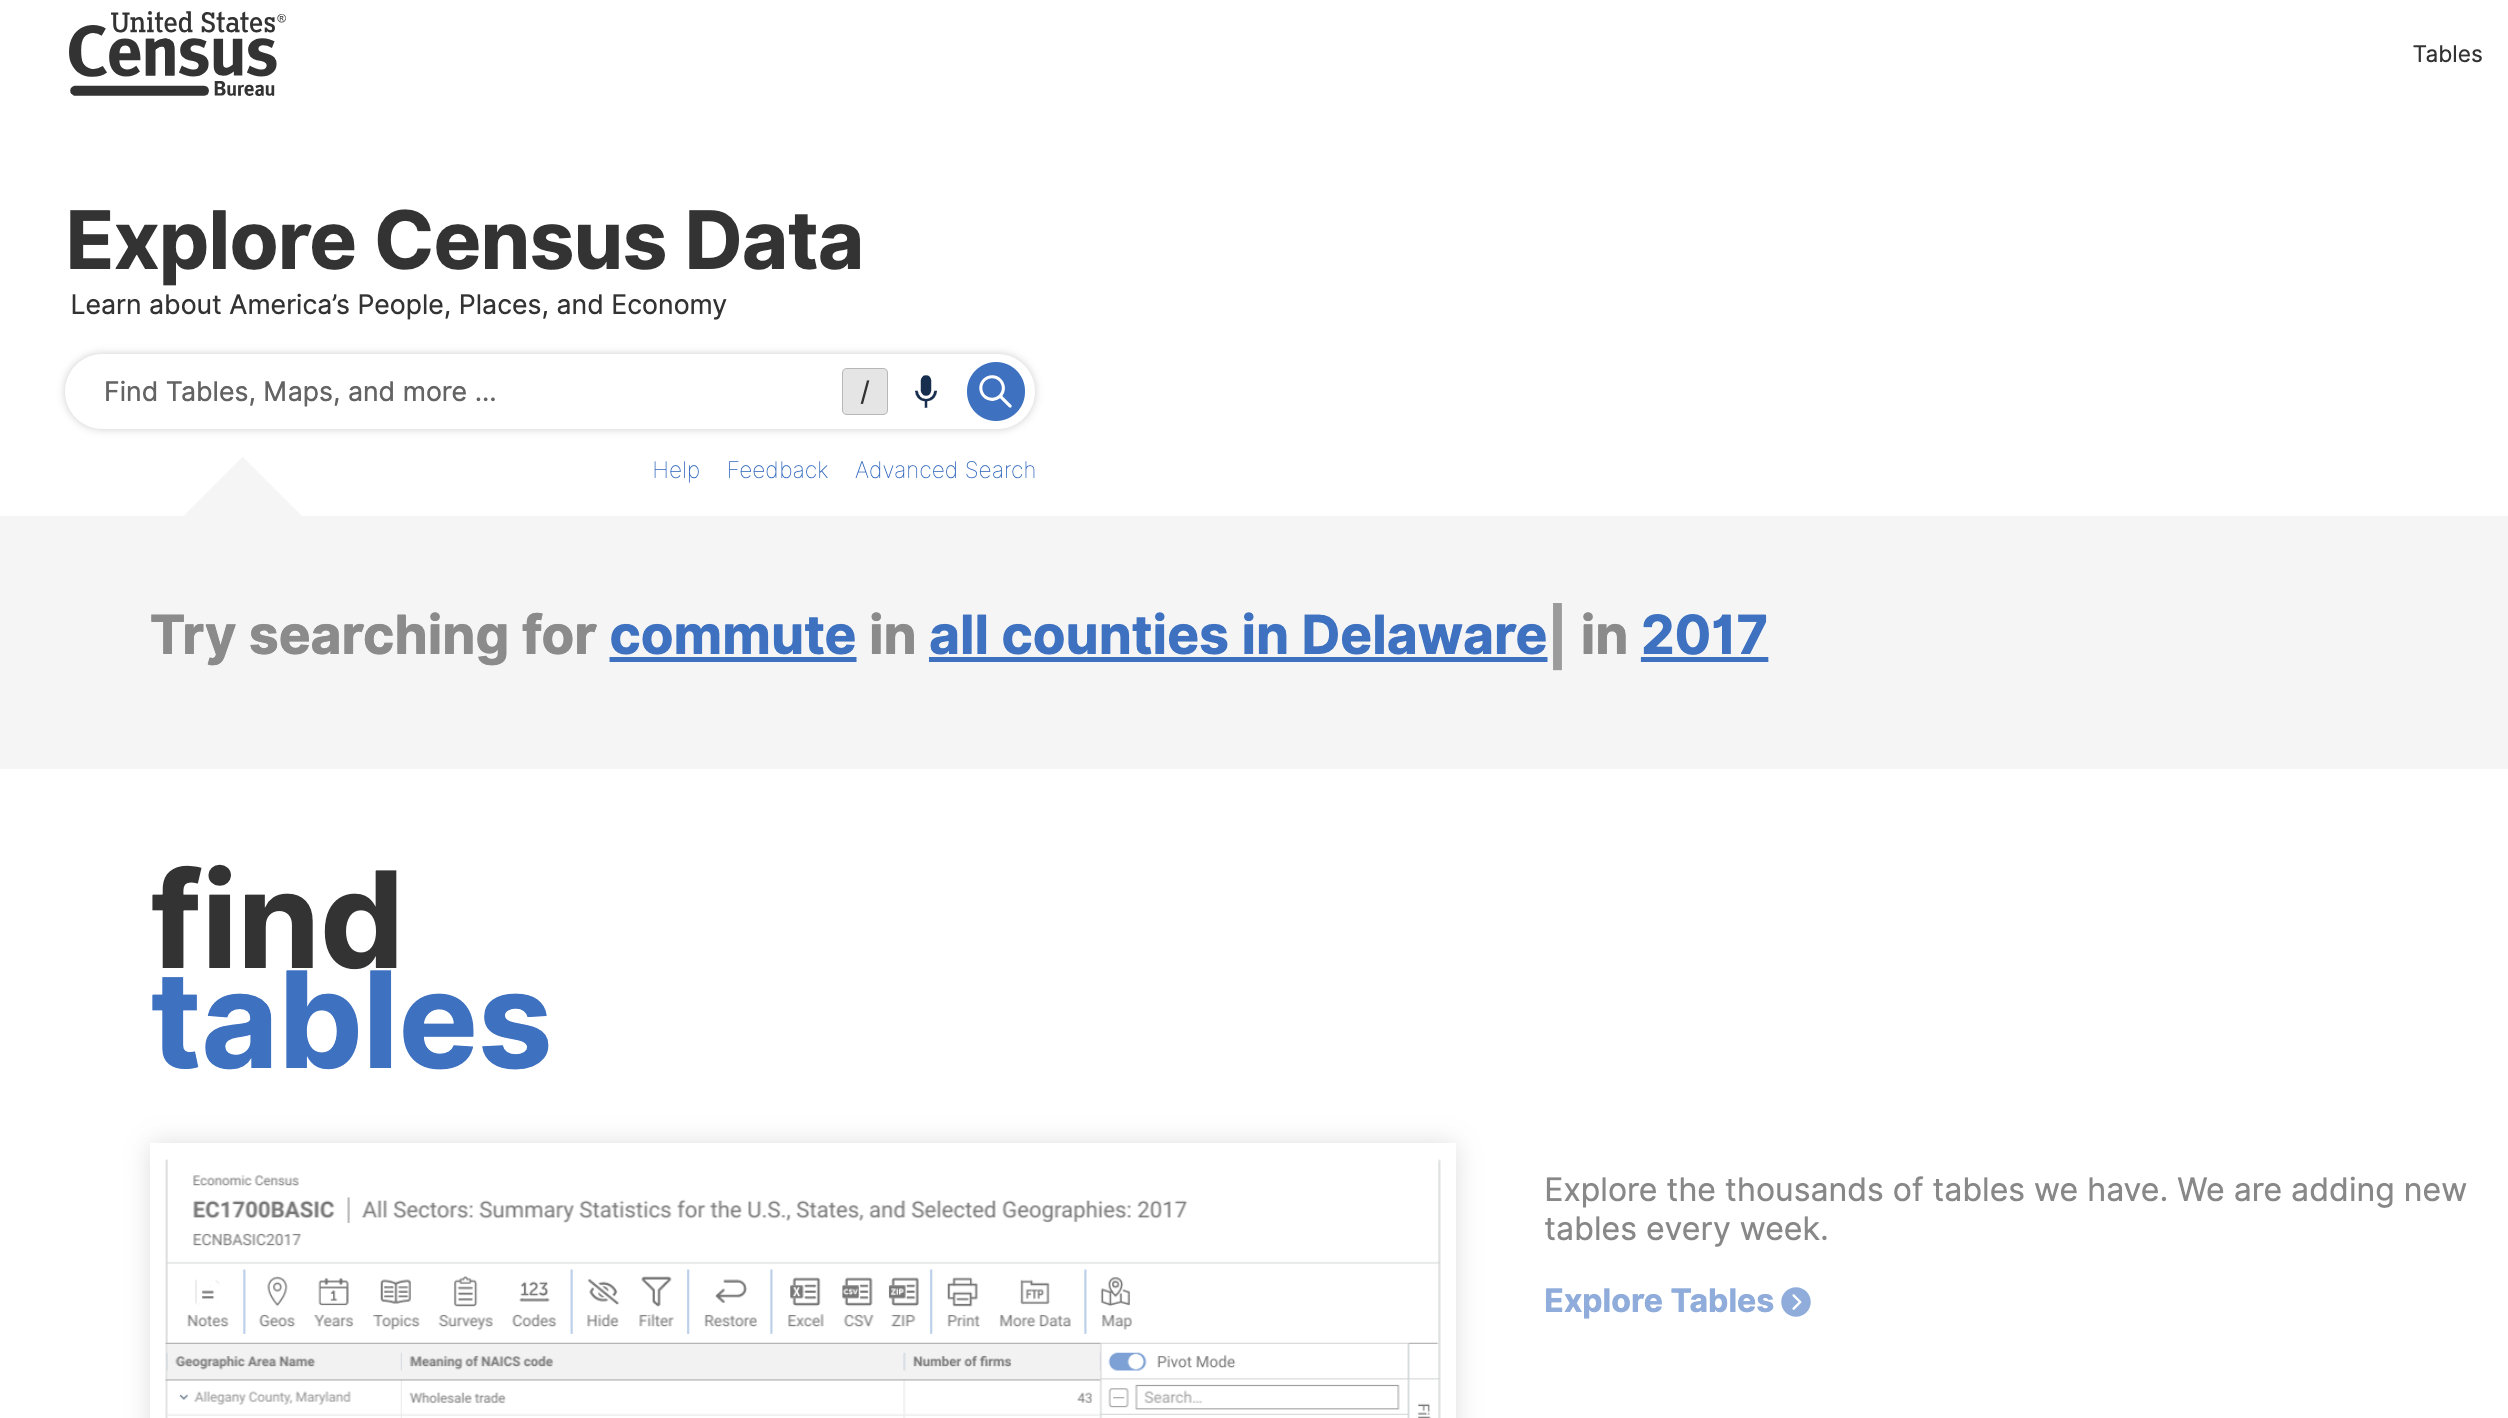 United States®
Census
Bureau
Tables
Explore Census Data
Learn about America's People, Places, and Economy
Find Tables, Maps, and more ...
/
Help Feedback Advanced Search
Try searching for commute in all counties in Delaware in 2017
find
tables
Economic Census
EC1700BASIC | All Sectors: Summary Statistics for the U.S., States, and Selected Geographies: 2017
ECNBASIC2017
1 123 X CSV ZIP FTP
Notes Geos Years Topics Surveys Codes Hide Filter Restore Excel CSV ZIP Print More Data Map
Geographic Area Name Meaning of NAICS code Number of firms Pivot Mode
Allegany County, Maryland Wholesale trade 43 Search...
Explore the thousands of tables we have. We are adding new
tables every week.
Explore Tables